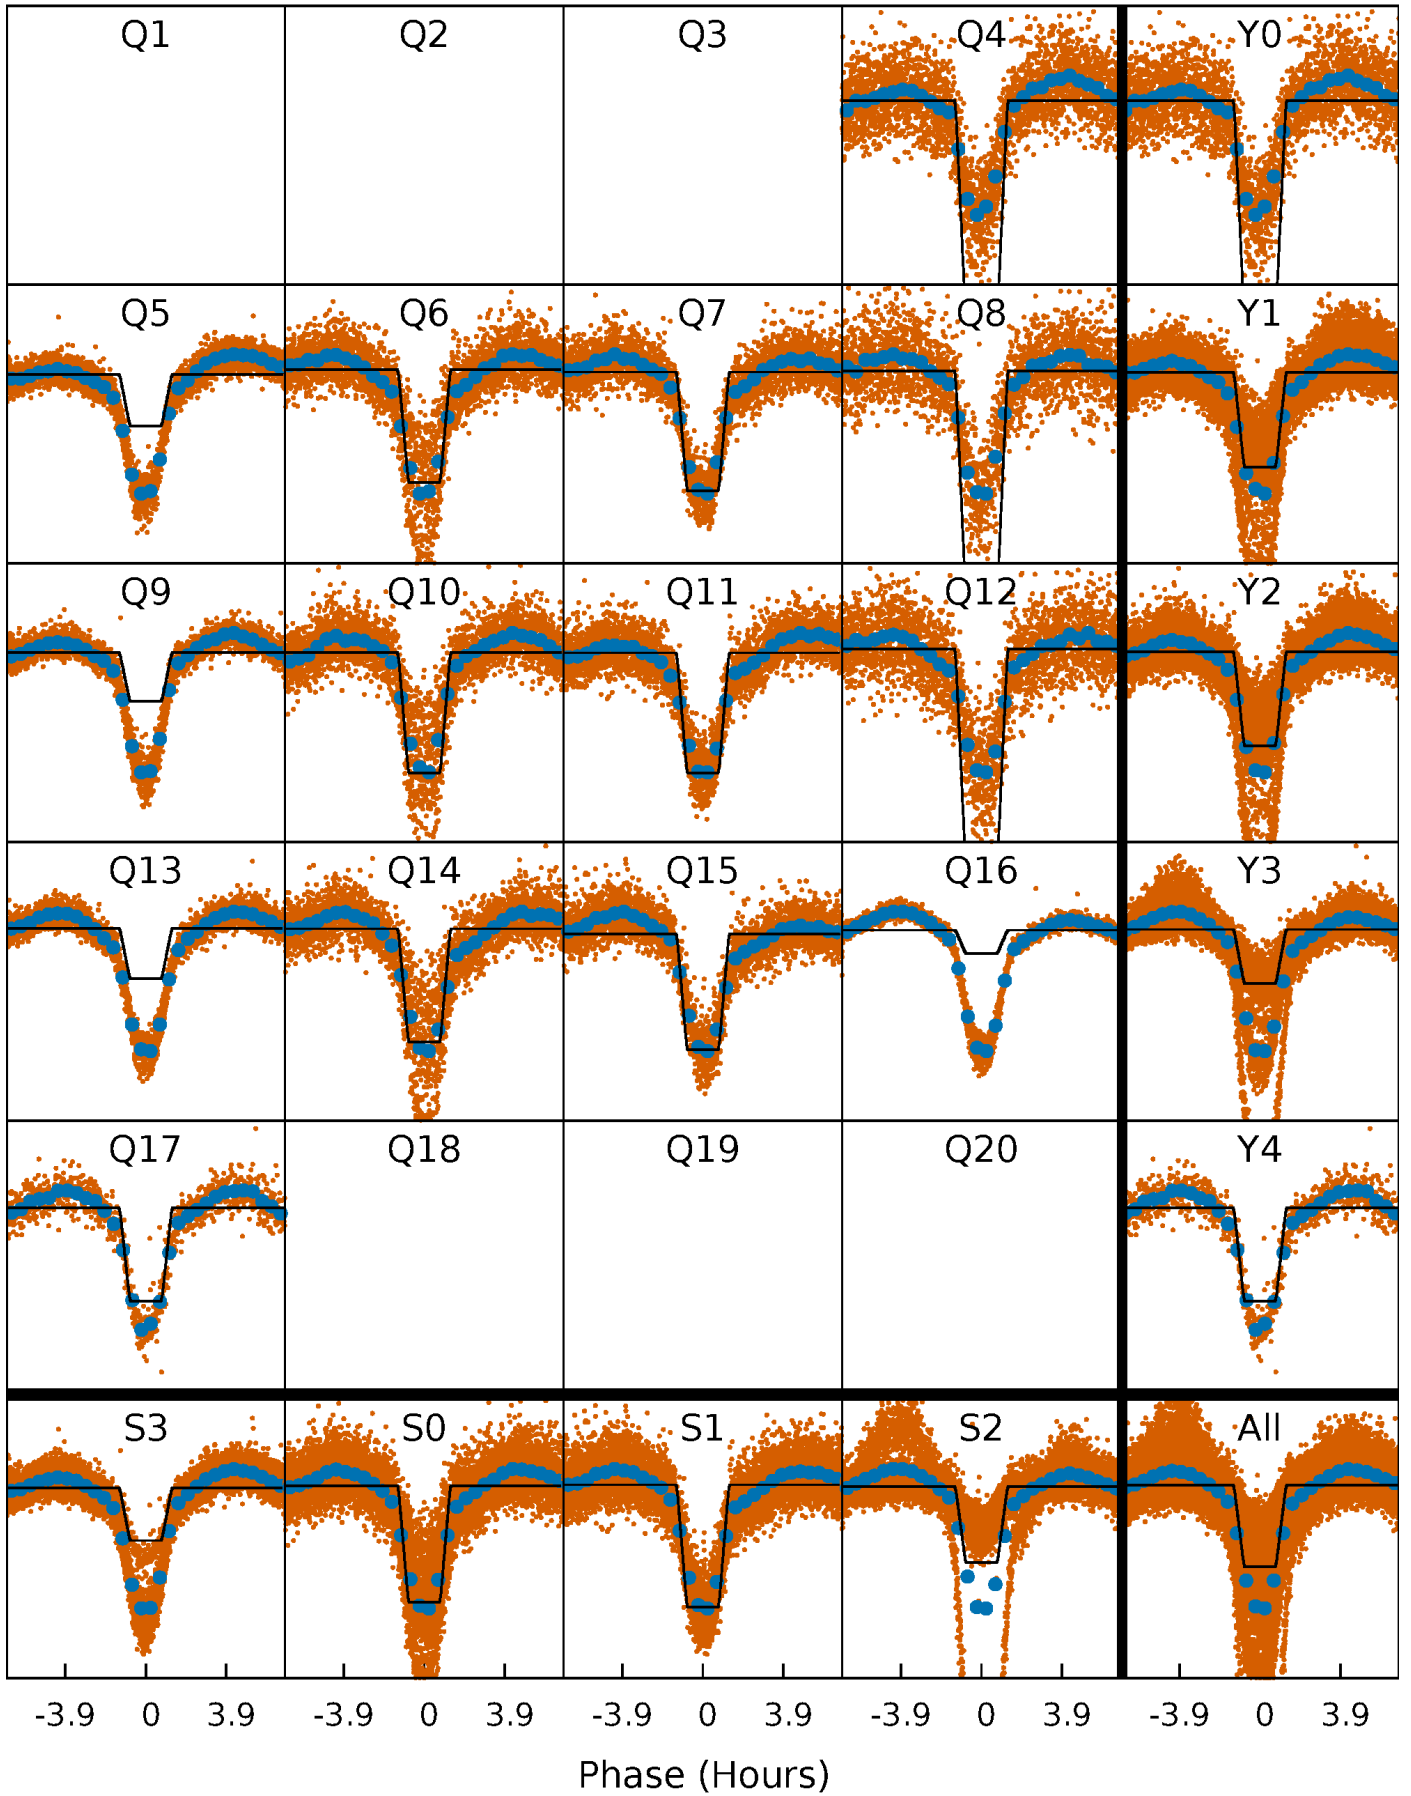 Q1 Q2 Q3 Q4 Y0
Q5 Q6 Q7 Q8 Y1
Q9 Q10 Q11 Q12 Y2
Q13 Q14 Q15 Q16 Y3
Q17 Q18 Q19 Q20 Y4
S3 S0 S1 S2 All
-3.9 0 3.9 -3.9 0 3.9 -3.9 0 3.9 -3.9 0 3.9 -3.9 0 3.9
Phase (Hours)